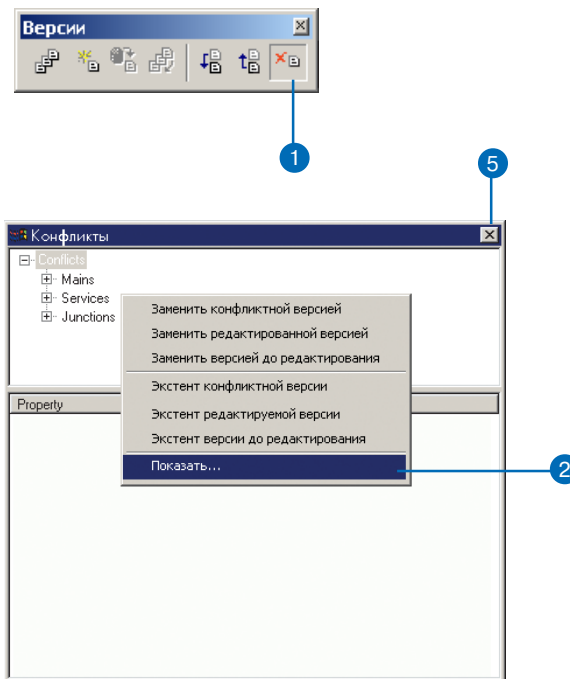 Версии
1
5
Конфликты
Conflicts
Mains
Services
Junctions
Заменить конфликтной версией
Заменить редактированной версией
Заменить версией до редактирования
Экстент конфликтной версии
Экстент редактируемой версии
Экстент версии до редактирования
Показать...
Property
2